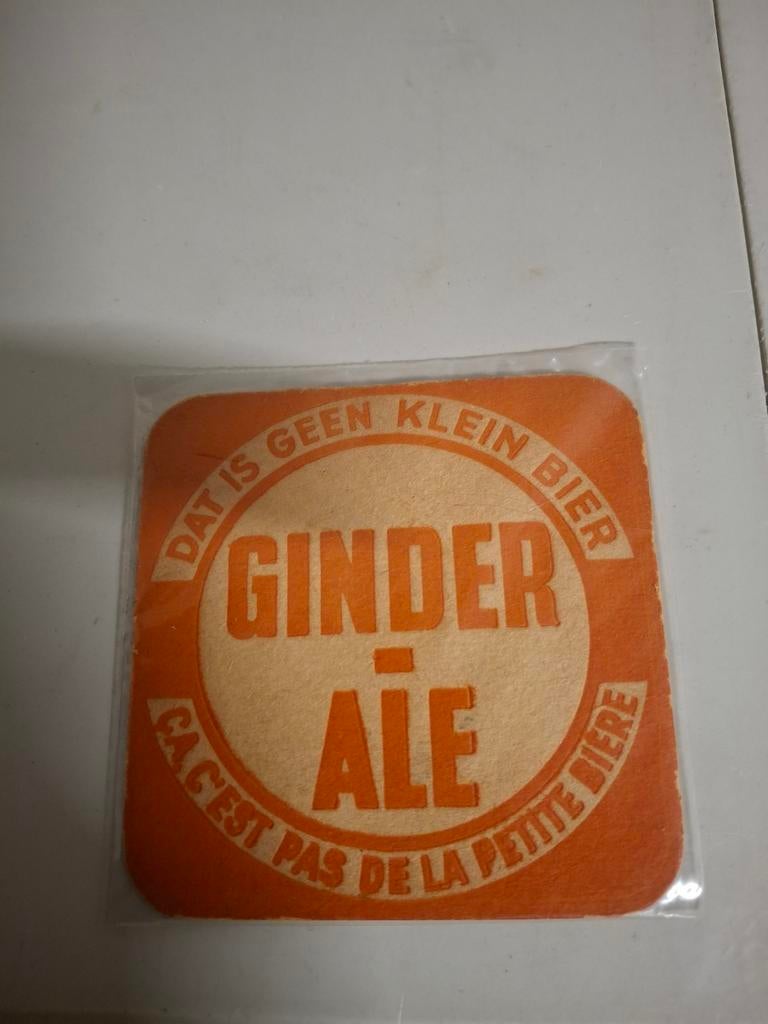 DAT IS GEEN KLEIN BIER
GINDER
-
ALE
ÇA, C'EST PAS DE LA PETITE BIERE